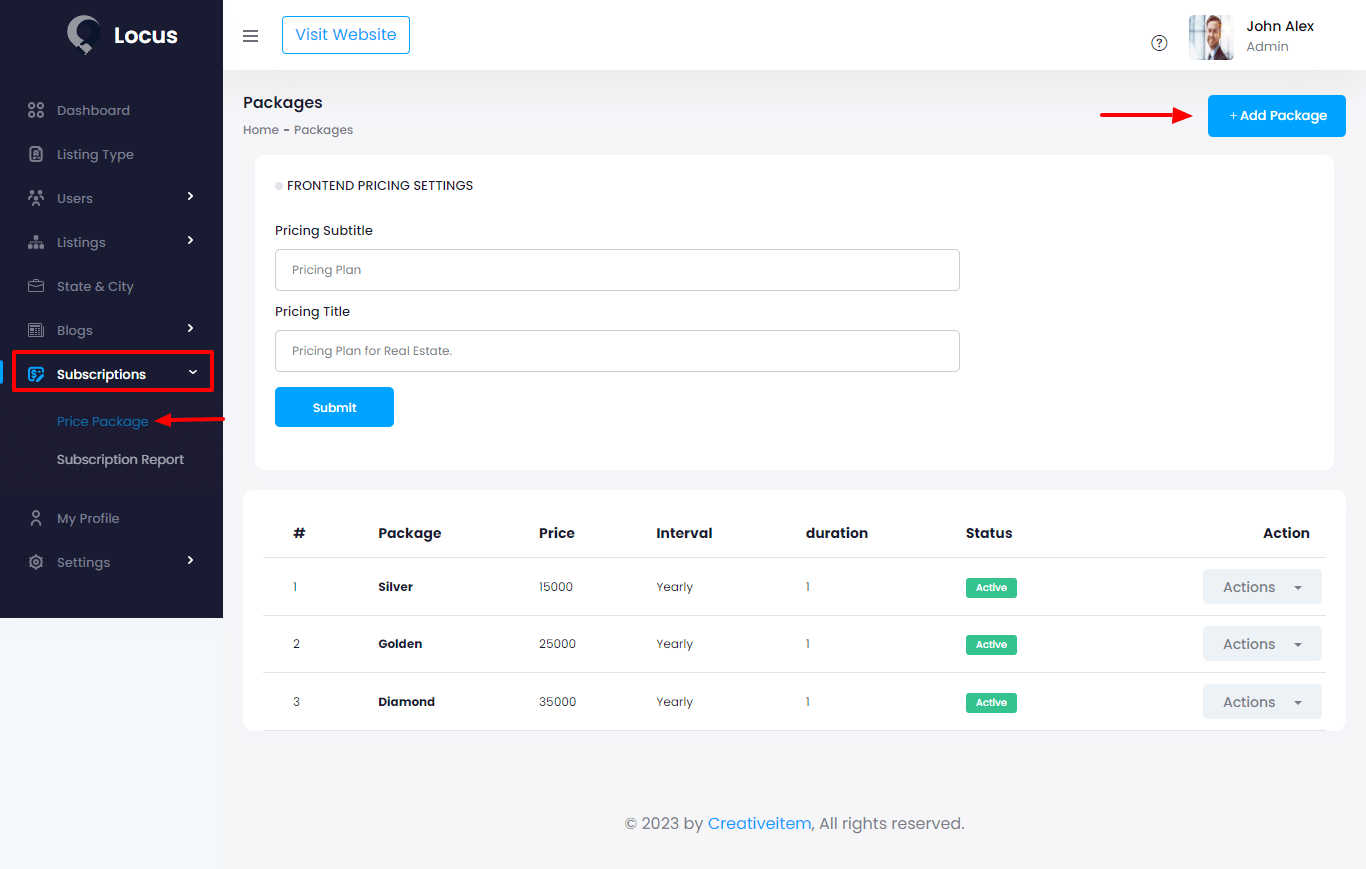 Locus
Visit Website
John Alex
Admin
Dashboard
Listing Type
Users
Listings
State & City
Blogs
Subscriptions
Price Package
Subscription Report
My Profile
Settings
Packages
Home - Packages
+ Add Package
FRONTEND PRICING SETTINGS
Pricing Subtitle
Pricing Plan
Pricing Title
Pricing Plan for Real Estate.
Submit
# Package Price Interval duration Status Action
1 Silver 15000 Yearly 1 Active Actions
2 Golden 25000 Yearly 1 Active Actions
3 Diamond 35000 Yearly 1 Active Actions
© 2023 by Creativeitem, All rights reserved.